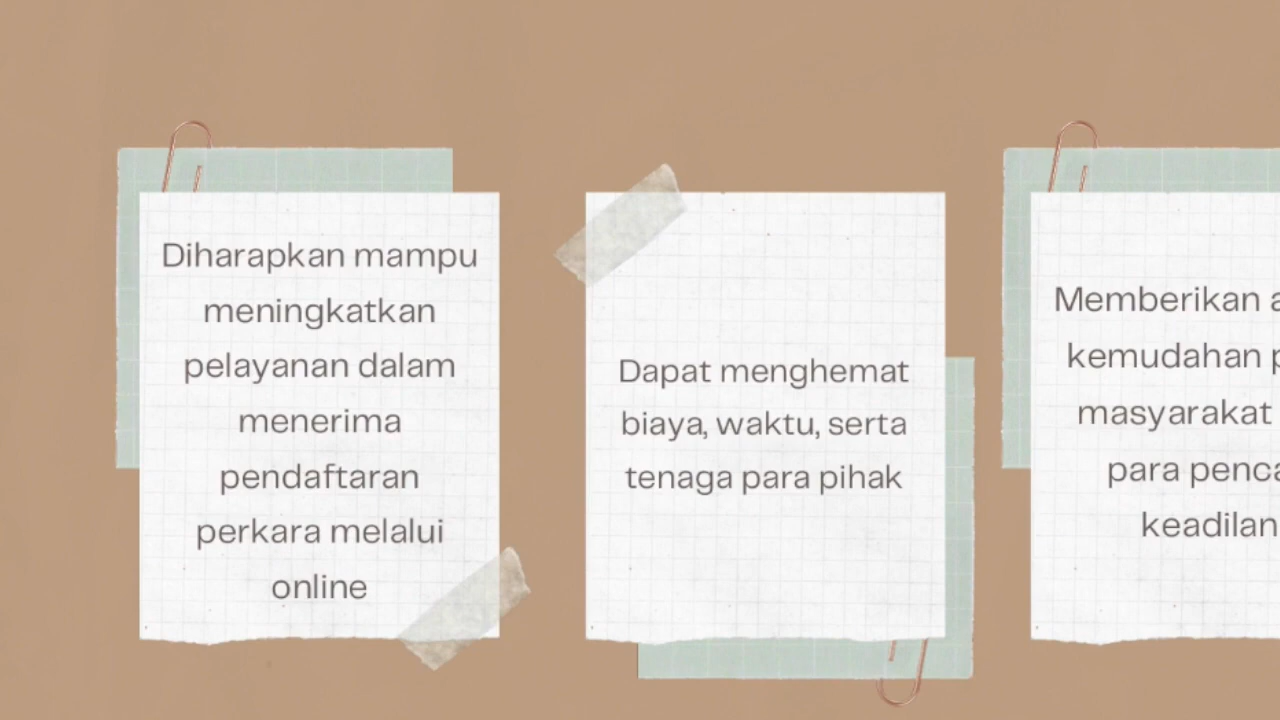 Diharapkan mampu
meningkatkan
pelayanan dalam
menerima
pendaftaran
perkara melalui
online
Dapat menghemat
biaya, waktu, serta
tenaga para pihak
Memberikan
kemudahan
masyarakat
para
keadilan